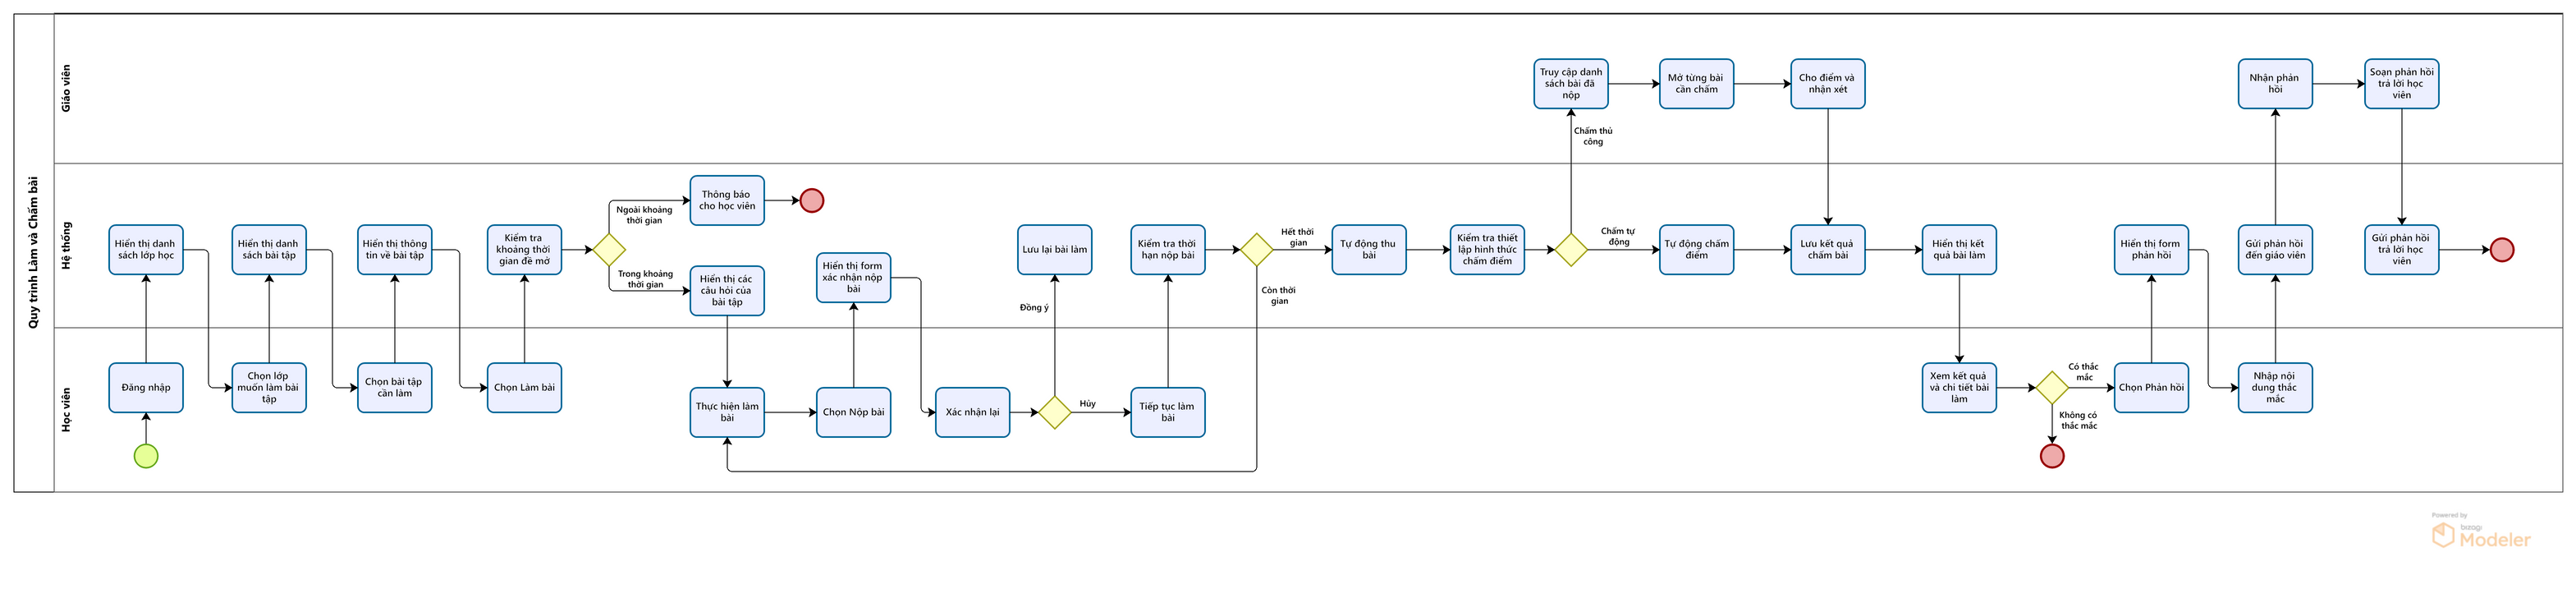 Quy trình Làm và Chấm bài
Giáo viên
Truy cập danh
sách bài đã
nộp
Mở từng bài
cần chấm
Cho điểm và
nhận xét
Nhận phản
hồi
Soạn phản hồi
trả lời học
viên
Chấm thủ
công
Hệ thống
Hiển thị danh
sách lớp học
Hiển thị danh
sách bài tập
Hiển thị thông
tin về bài tập
Kiểm tra
khoảng thời
gian để mở
Ngoài khoảng
thời gian
Thông báo
cho học viên
Trong khoảng
thời gian
Hiển thị các
câu hỏi của
bài tập
Hiển thị form
xác nhận nộp
bài
Lưu lại bài làm
Đồng ý
Kiểm tra thời
hạn nộp bài
Hết thời
gian
Còn thời
gian
Tự động thu
bài
Kiểm tra thiết
lập hình thức
chấm điểm
Chấm tự
động
Tự động chấm
điểm
Lưu kết quả
chấm bài
Hiển thị kết
quả bài làm
Hiển thị form
phản hồi
Gửi phản hồi
đến giáo viên
Gửi phản hồi
trả lời học
viên
Học viên
Đăng nhập
Chọn lớp
muốn làm bài
tập
Chọn bài tập
cần làm
Chọn Làm bài
Thực hiện làm
bài
Chọn Nộp bài
Xác nhận lại
Hủy
Tiếp tục làm
bài
Xem kết quả
và chi tiết bài
làm
Có thắc
mắc
Không có
thắc mắc
Chọn Phản hồi
Nhập nội
dung thắc
mắc
Powered by
bizagi
Modeler